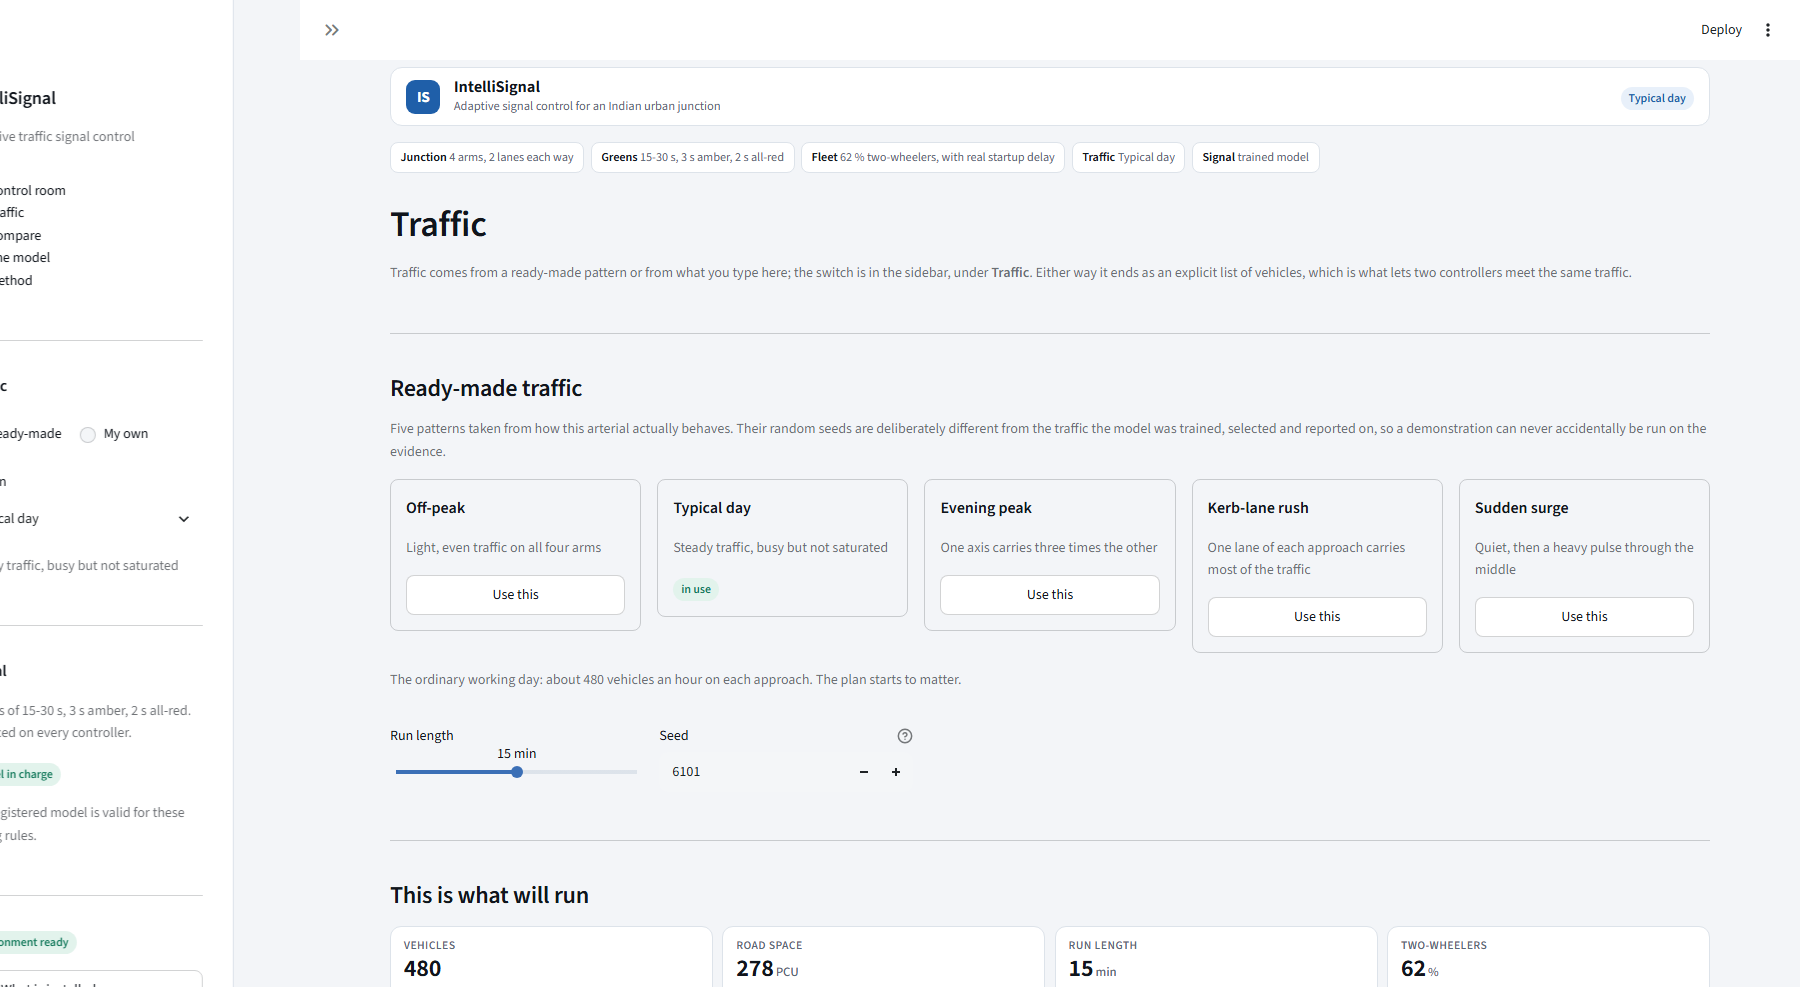 Deploy
liSignal
ive traffic signal control
ontrol room
affic
ompare
he model
ethod
c
eady-made
My own
n
cal day
y traffic, busy but not saturated
al
s of 15-30 s, 3 s amber, 2 s all-red.
ted on every controller.
l in charge
gistered model is valid for these
g rules.
onment ready
IS
IntelliSignal
Adaptive signal control for an Indian urban junction
Typical day
Junction 4 arms, 2 lanes each way
Greens 15-30 s, 3 s amber, 2 s all-red
Fleet 62 % two-wheelers, with real startup delay
Traffic Typical day
Signal trained model
Traffic
Traffic comes from a ready-made pattern or from what you type here; the switch is in the sidebar, under Traffic. Either way it ends as an explicit list of vehicles, which is what lets two controllers meet the same traffic.
Ready-made traffic
Five patterns taken from how this arterial actually behaves. Their random seeds are deliberately different from the traffic the model was trained, selected and reported on, so a demonstration can never accidentally be run on the
evidence.
Off-peak
Light, even traffic on all four arms
Use this
Typical day
Steady traffic, busy but not saturated
in use
Evening peak
One axis carries three times the other
Use this
Kerb-lane rush
One lane of each approach carries
most of the traffic
Use this
Sudden surge
Quiet, then a heavy pulse through the
middle
Use this
The ordinary working day: about 480 vehicles an hour on each approach. The plan starts to matter.
Run length
15 min
Seed
6101
This is what will run
VEHICLES
480
ROAD SPACE
278 PCU
RUN LENGTH
15 min
TWO-WHEELERS
62 %